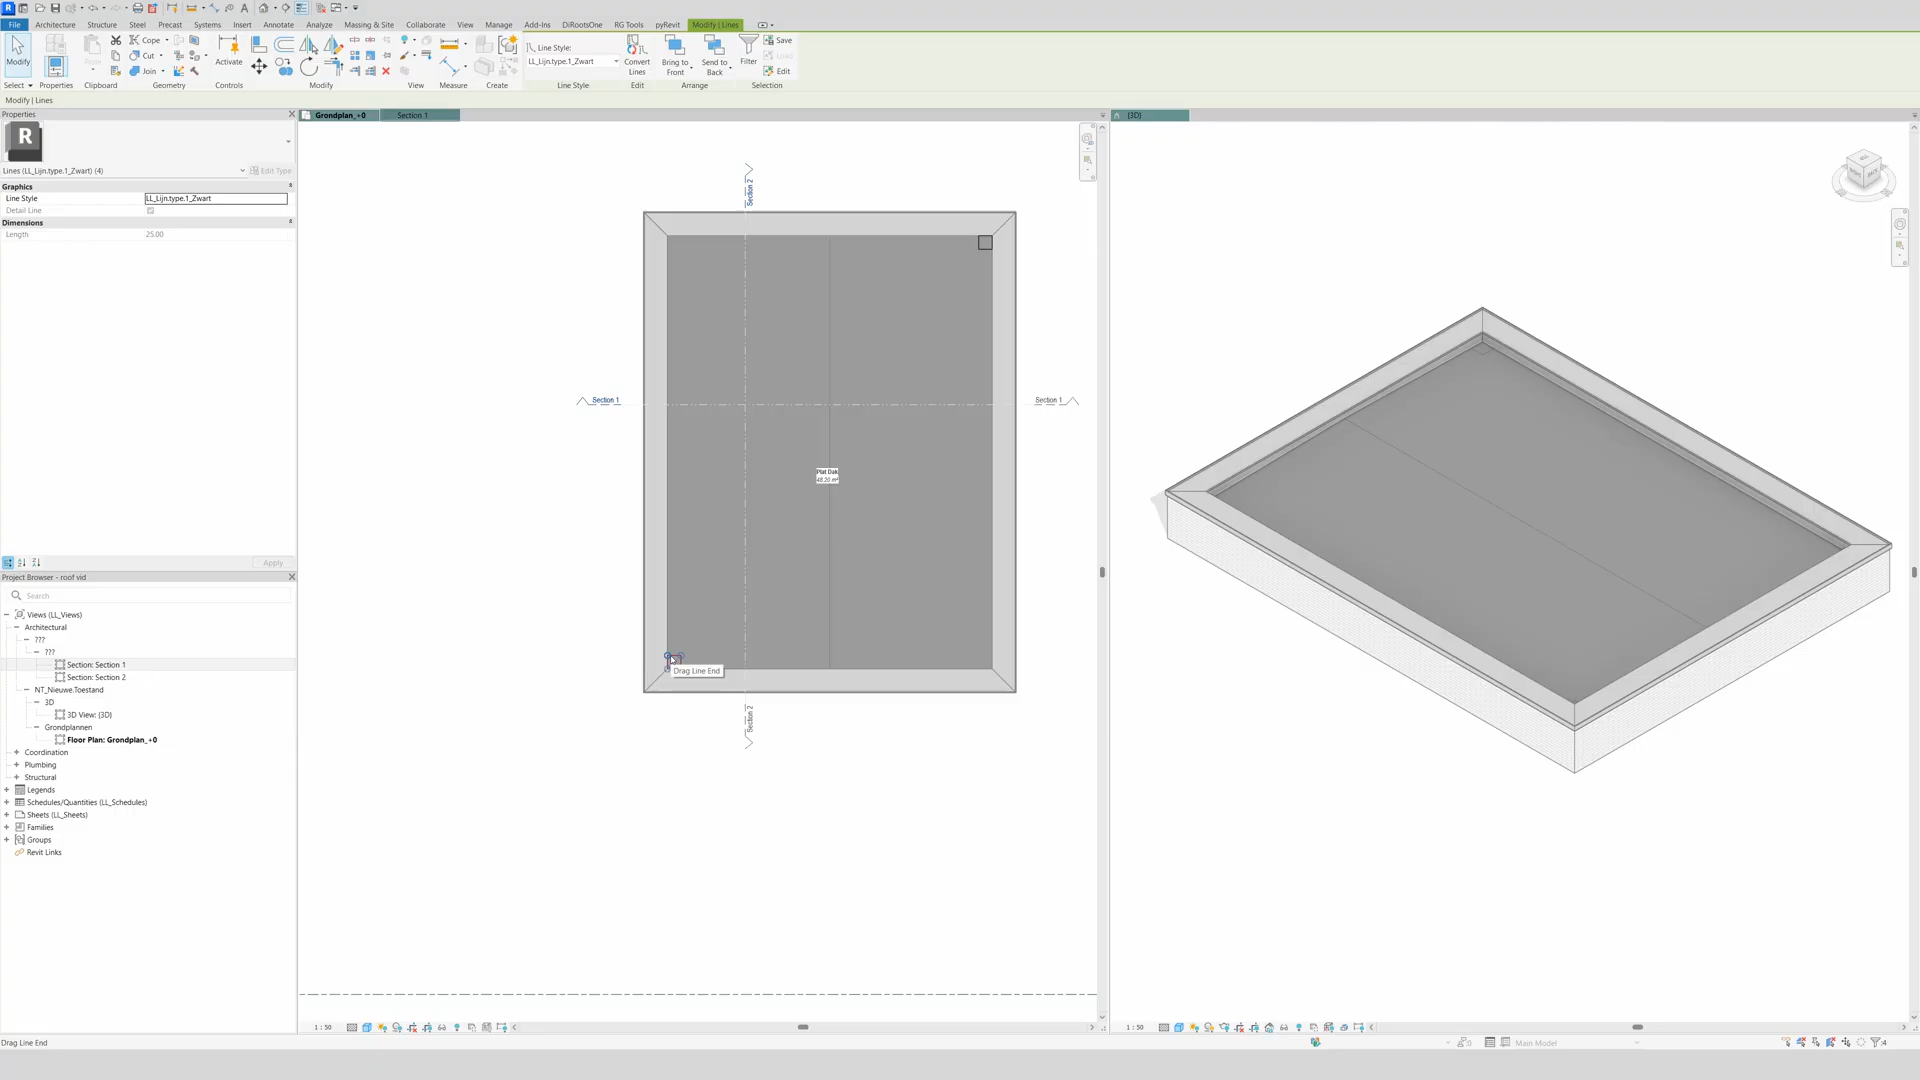 File
Architecture
Structure
Steel
Precast
Systems
Insert
Annotate
Analyze
Massing & Site
Collaborate
View
Manage
Add-Ins
DiRootsOne
RG Tools
pyRevit
Modify | Lines
Modify
Cope
Cut
Join
Activate
Line Style:
LL_Lijn.type.1_Zwart
Convert
Lines
Bring to
Front
Send to
Back
Filter
Save
Load
Edit
Select
Properties
Clipboard
Geometry
Controls
Modify
View
Measure
Create
Line Style
Edit
Arrange
Selection
Modify | Lines
Properties
R
Lines (LL_Lijn.type.1_Zwart) (4)
Edit Type
Graphics
Line Style
LL_Lijn.type.1_Zwart
Detail Line
Dimensions
Length
25.00
Apply
Project Browser - roof vid
Search
Views (LL_Views)
Architectural
???
???
Section: Section 1
Section: Section 2
NT_Nieuwe.Toestand
3D
3D View: {3D}
Grondplannen
Floor Plan: Grondplan_+0
Coordination
Plumbing
Structural
Legends
Schedules/Quantities (LL_Schedules)
Sheets (LL_Sheets)
Families
Groups
Revit Links
Drag Line End
Grondplan_+0
Section 1
{3D}
Section 2
Section 1
Section 1
Plat Dak
48.20 m²
Drag Line End
Section 2
1 : 50
1 : 50
:0
Main Model
:4